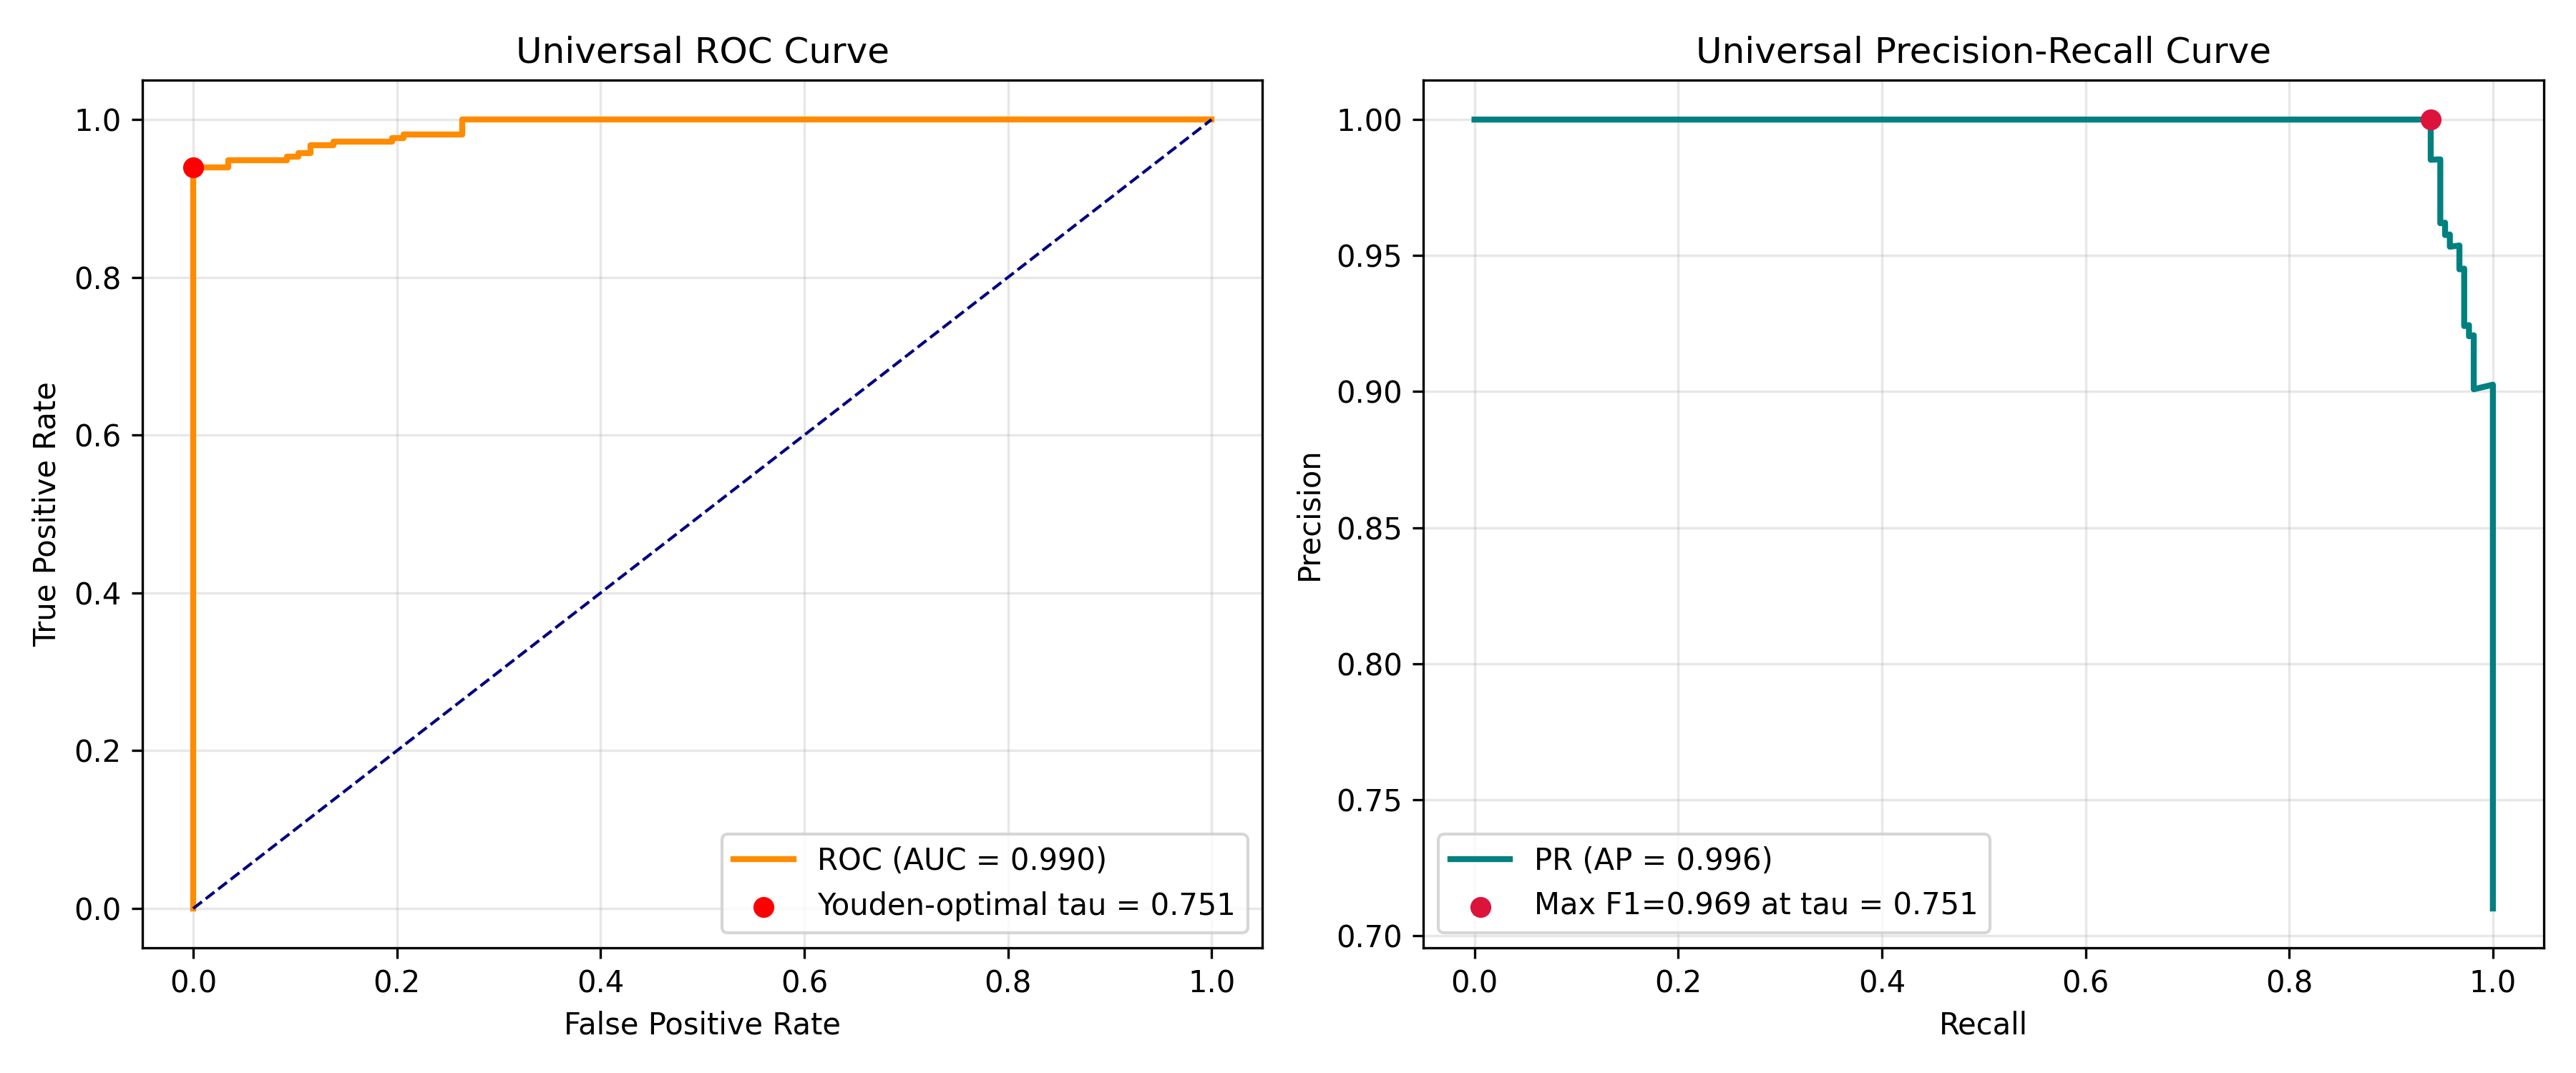 Universal ROC Curve
True Positive Rate
1.0
0.8
0.6
0.4
0.2
0.0
0.0 0.2 0.4 0.6 0.8 1.0
False Positive Rate
ROC (AUC = 0.990)
Youden-optimal tau = 0.751
Universal Precision-Recall Curve
Precision
1.00
0.95
0.90
0.85
0.80
0.75
0.70
0.0 0.2 0.4 0.6 0.8 1.0
Recall
PR (AP = 0.996)
Max F1=0.969 at tau = 0.751